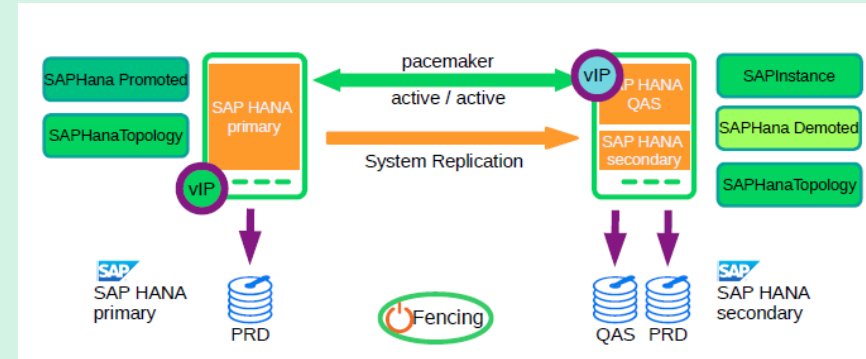 SAPHana Promoted
SAPHanaTopology
SAP HANA
primary
vIP
pacemaker
active / active
System Replication
vIP
SAP HANA
QAS
SAP HANA
secondary
SAPInstance
SAPHana Demoted
SAPHanaTopology
SAP
SAP HANA
primary
PRD
Fencing
QAS PRD
SAP
SAP HANA
secondary